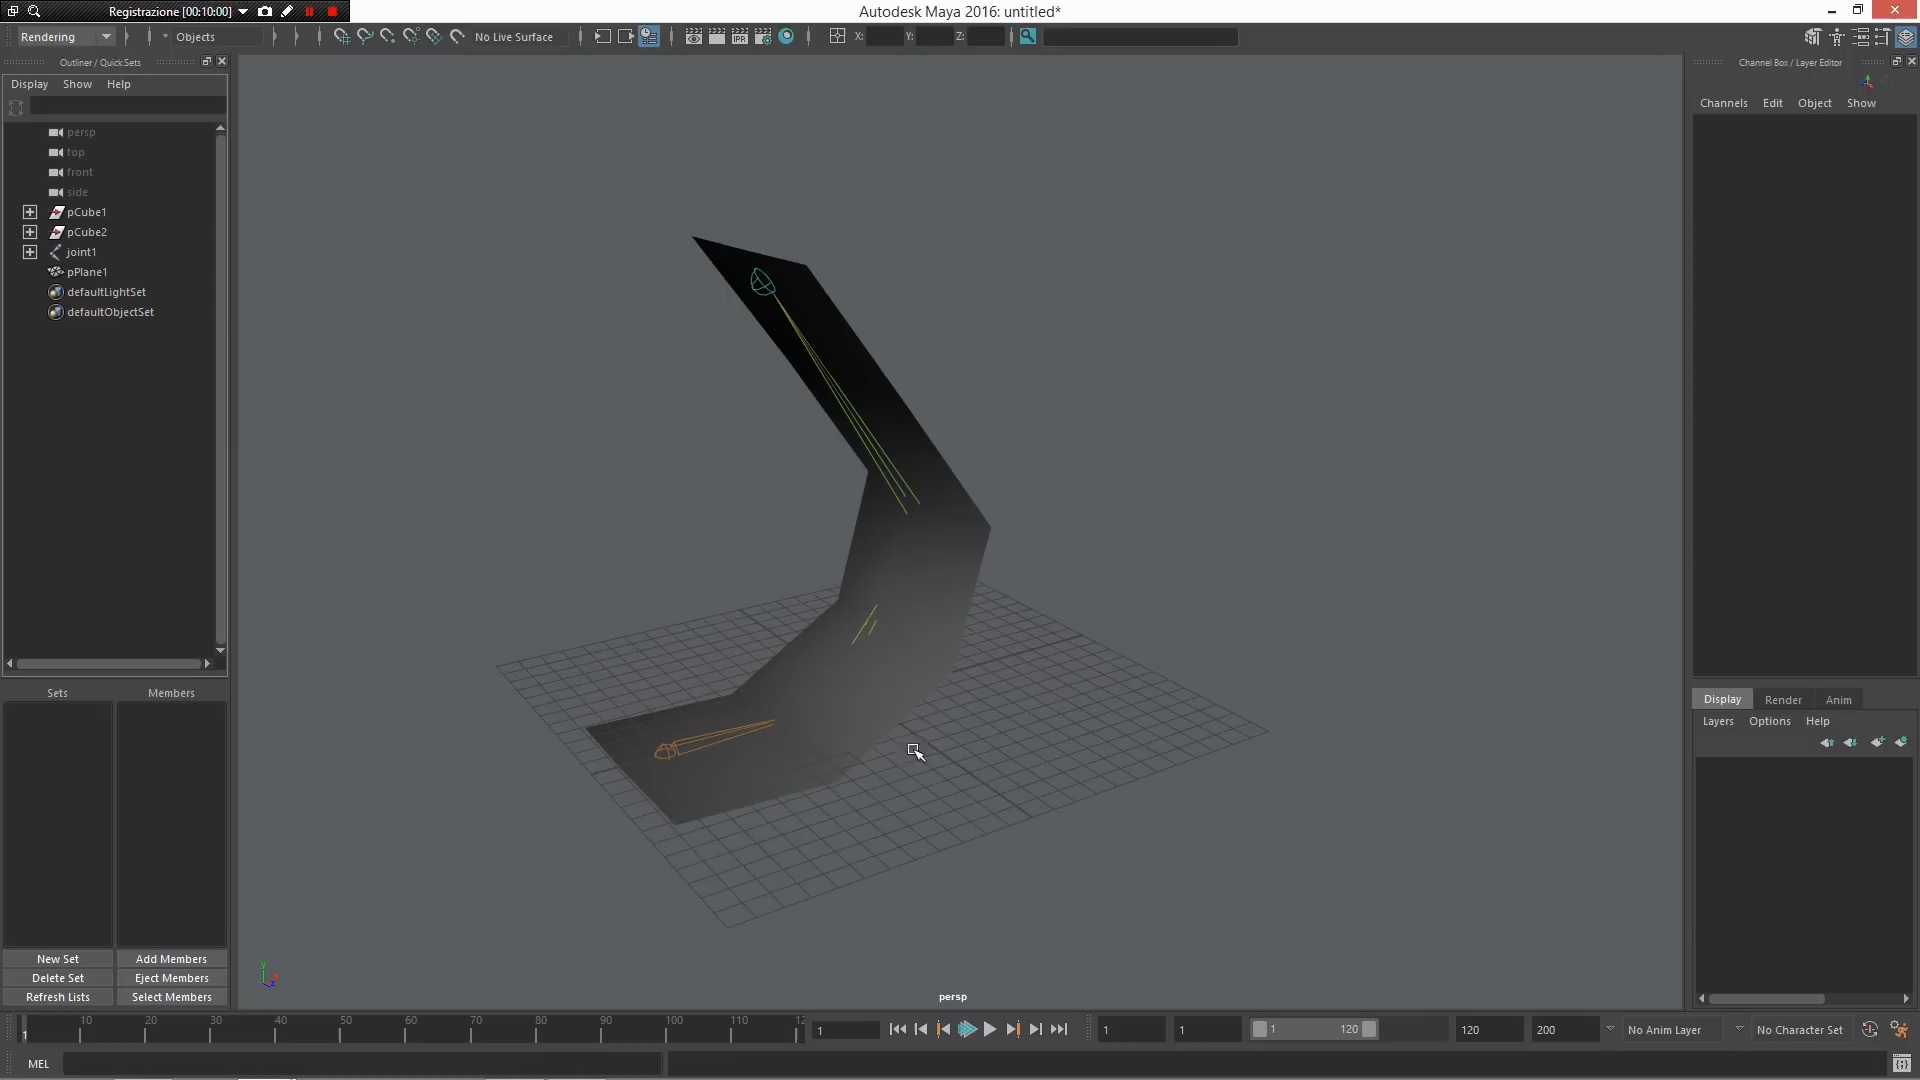 Registrazione [00:10:00]
Autodesk Maya 2016: untitled*
Rendering
Objects
No Live Surface
IPR
X:
Y:
Z:
Outliner / Quick Sets
Display Show Help
persp
top
front
side
pCube1
pCube2
joint1
pPlane1
defaultLightSet
defaultObjectSet
Sets
Members
New Set
Add Members
Delete Set
Eject Members
Refresh Lists
Select Members
y
x
z
persp
Channel Box / Layer Editor
Channels Edit Object Show
Display Render Anim
Layers Options Help
1
10 20 30 40 50 60 70 80 90 100 110 12
1
1
1
1 120
120
200
No Anim Layer
No Character Set
MEL